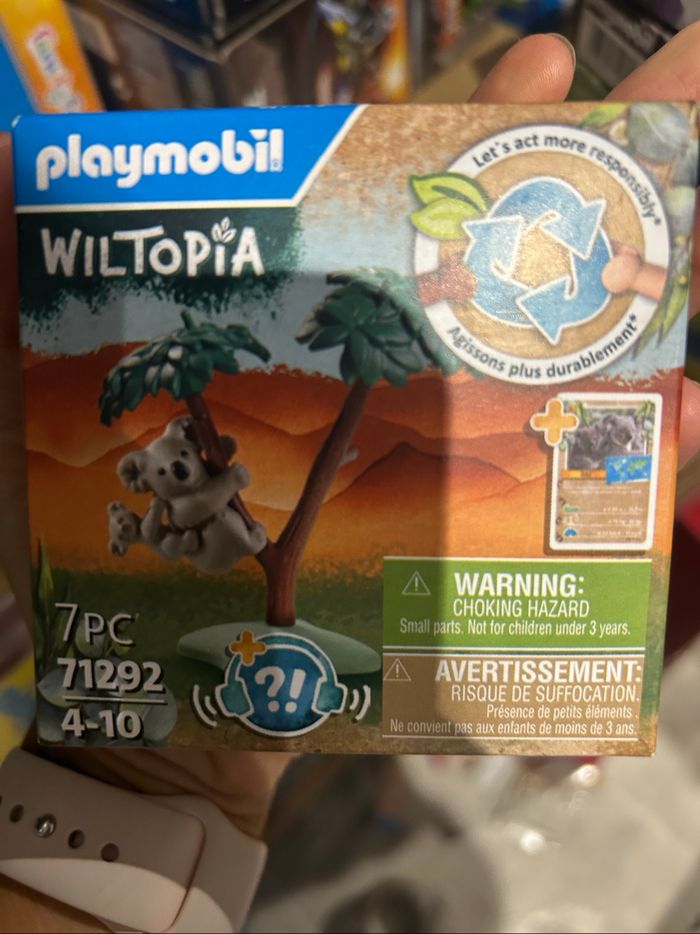 playmobil
WILTOPIA
Let's act more responsibly*
Agissons plus durablement*
WARNING:
CHOKING HAZARD
Small parts. Not for children under 3 years.
AVERTISSEMENT:
RISQUE DE SUFFOCATION.
Présence de petits éléments.
Ne convient pas aux enfants de moins de 3 ans.
7PC
71292
4-10
?!